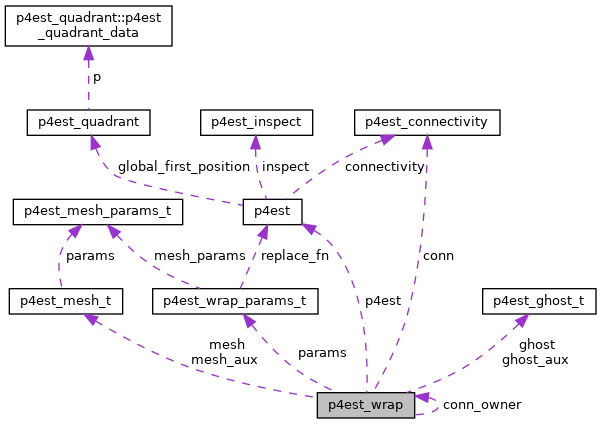 p4est_quadrant::p4est
_quadrant_data
p
p4est_quadrant
p4est_inspect
p4est_connectivity
global_first_position
inspect
connectivity
p4est_mesh_params_t
p4est
params
mesh_params
replace_fn
conn
p4est_mesh_t
p4est_wrap_params_t
p4est
p4est_ghost_t
mesh
mesh_aux
params
ghost
ghost_aux
p4est_wrap
conn_owner